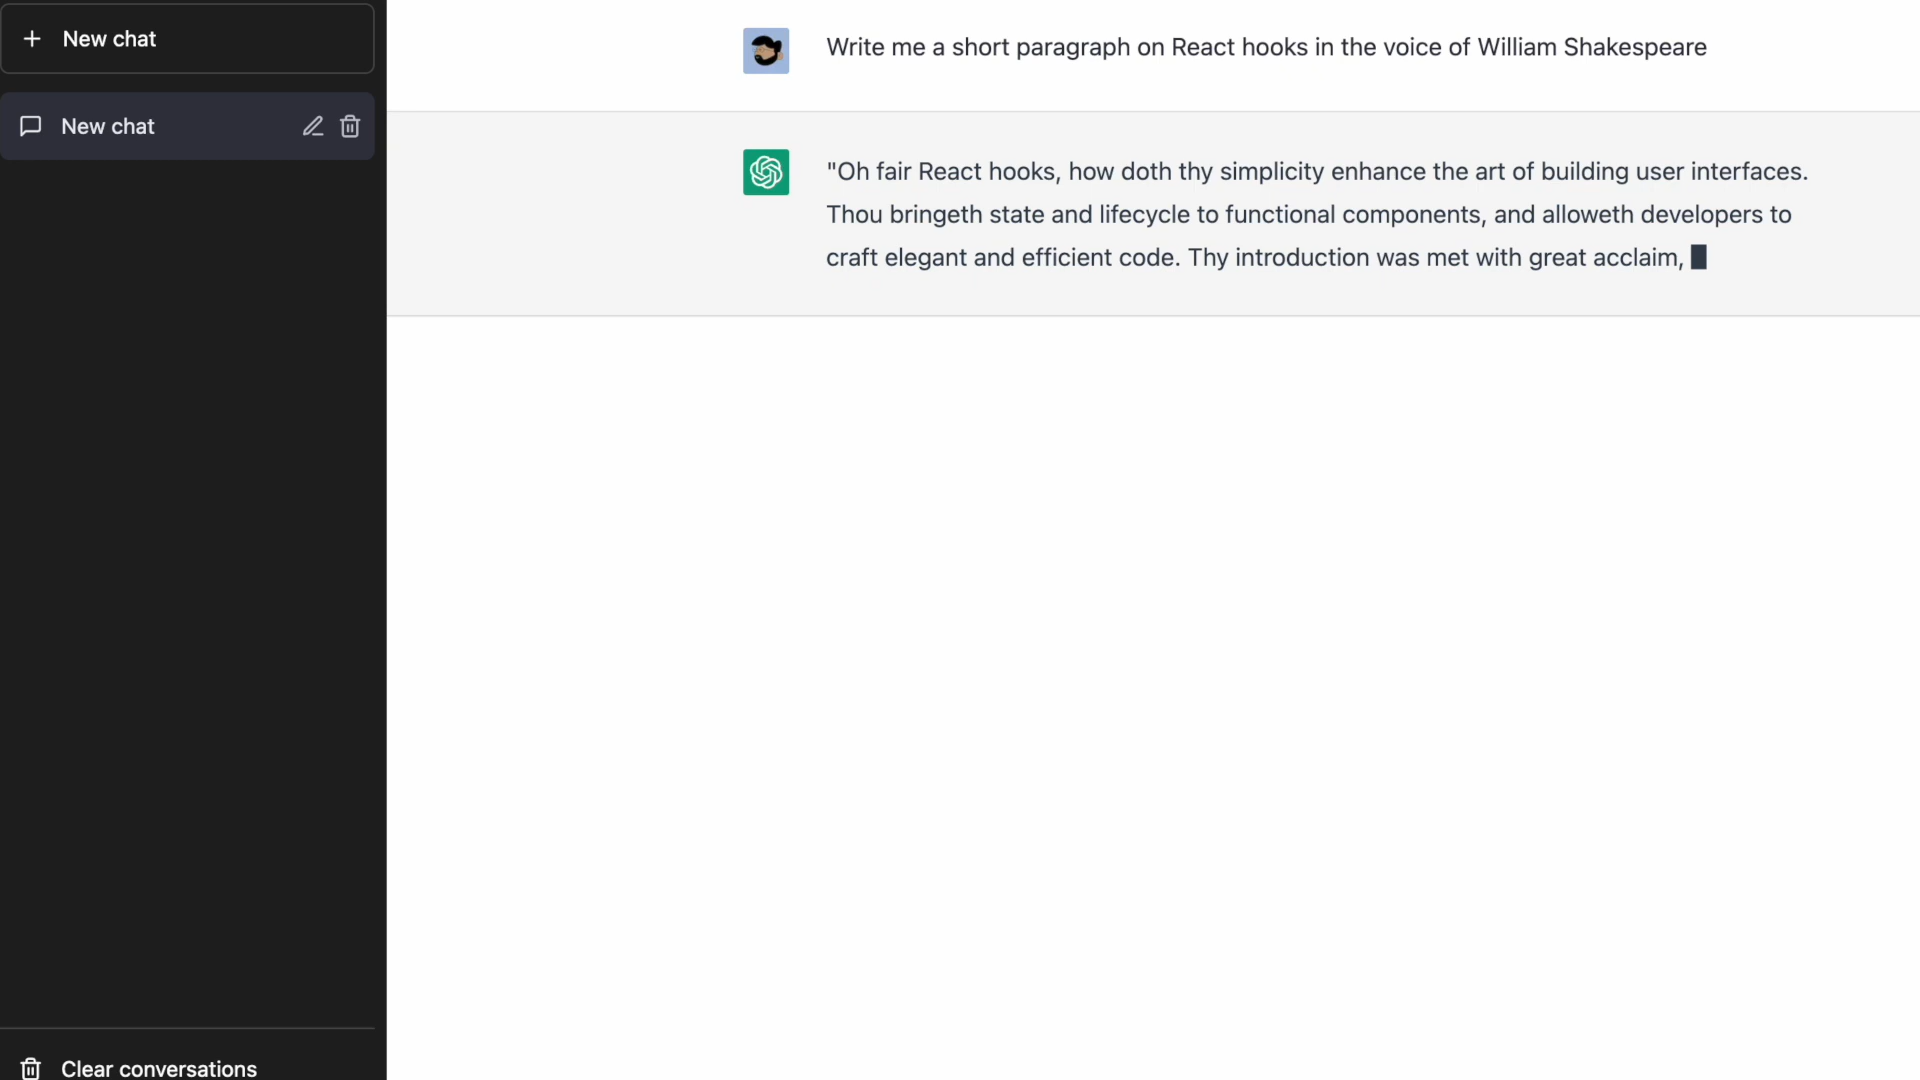 New chat
New chat
Clear conversations
Write me a short paragraph on React hooks in the voice of William Shakespeare
"Oh fair React hooks, how doth thy simplicity enhance the art of building user interfaces.
Thou bringeth state and lifecycle to functional components, and alloweth developers to
craft elegant and efficient code. Thy introduction was met with great acclaim,